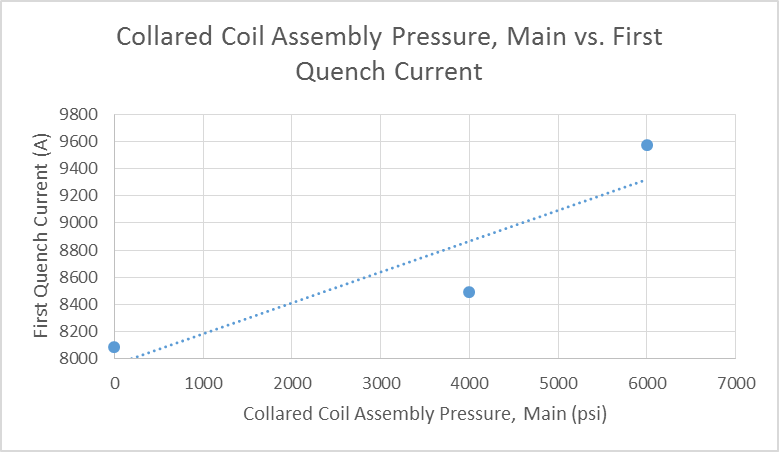 Collared Coil Assembly Pressure, Main vs. First
Quench Current
First Quench Current (A)
9800
9600
9400
9200
9000
8800
8600
8400
8200
8000
0 1000 2000 3000 4000 5000 6000 7000
Collared Coil Assembly Pressure, Main (psi)